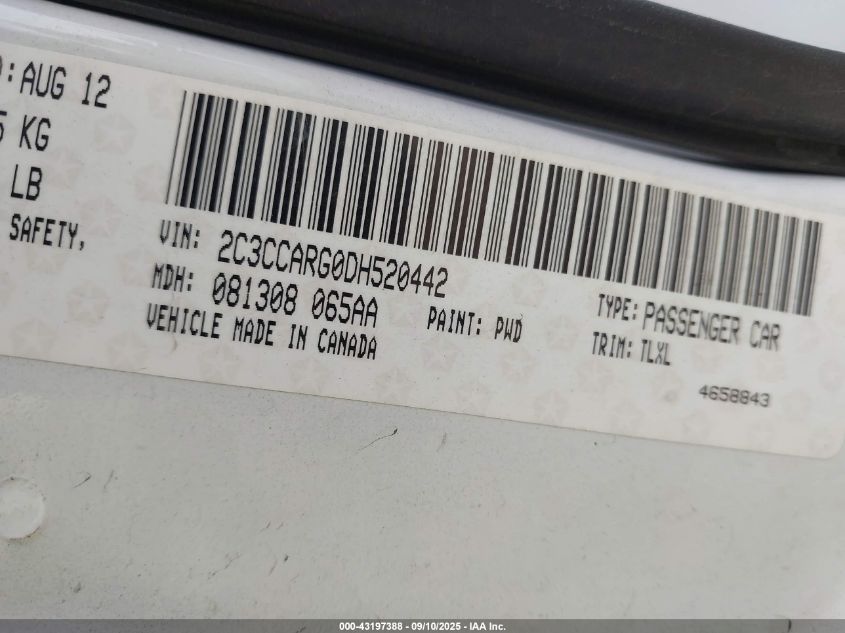 : AUG 12
KG
LB
SAFETY,
VIN: 2C3CCARG0DH520442
MDH: 081308 065AA
VEHICLE MADE IN CANADA
PAINT: PWD
TYPE: PASSENGER CAR
TRIM: TLXL
4658843
000-43197388 - 09/10/2025 - IAA Inc.